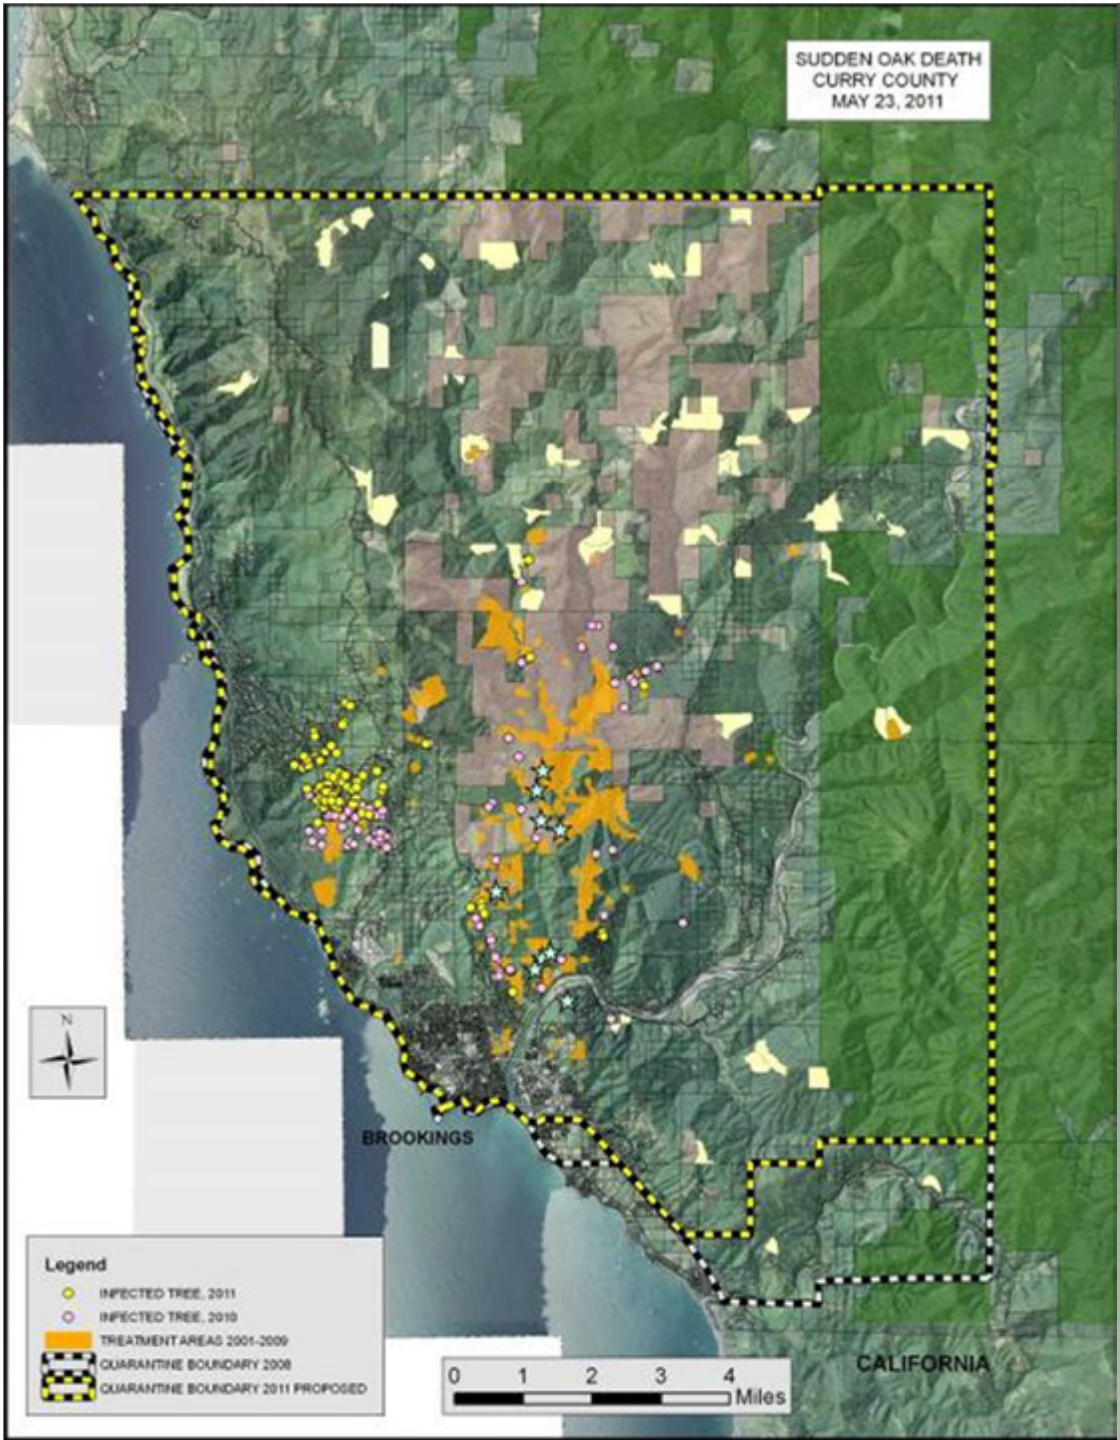 SUDDEN OAK DEATH
CURRY COUNTY
MAY 23, 2011
N
BROOKINGS
Legend
INFECTED TREE, 2011
INFECTED TREE, 2010
TREATMENT AREAS 2001-2009
QUARANTINE BOUNDARY 2008
QUARANTINE BOUNDARY 2011 PROPOSED
0 1 2 3 4
Miles
CALIFORNIA